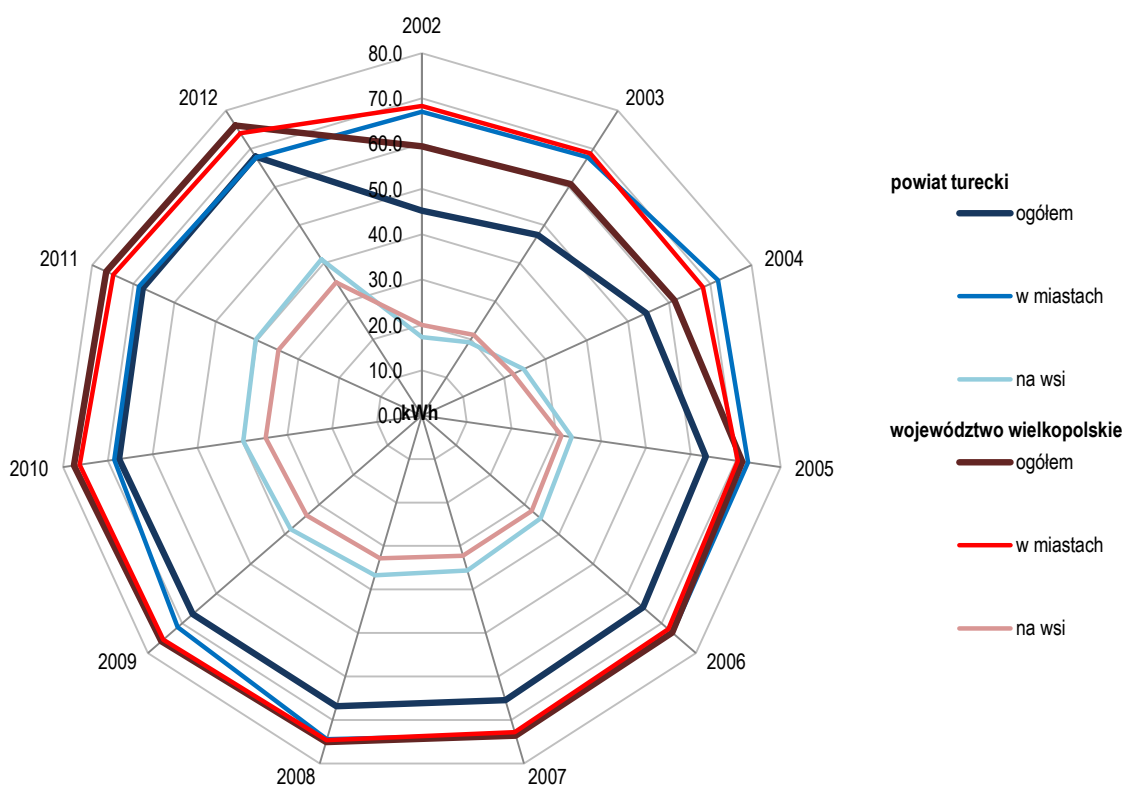 2002
80.0
70.0
60.0
50.0
40.0
30.0
20.0
10.0
0.0
kWh
2003
2004
2005
2006
2007
2008
2009
2010
2011
2012
powiat turecki
ogółem
w miastach
na wsi
województwo wielkopolskie
ogółem
w miastach
na wsi